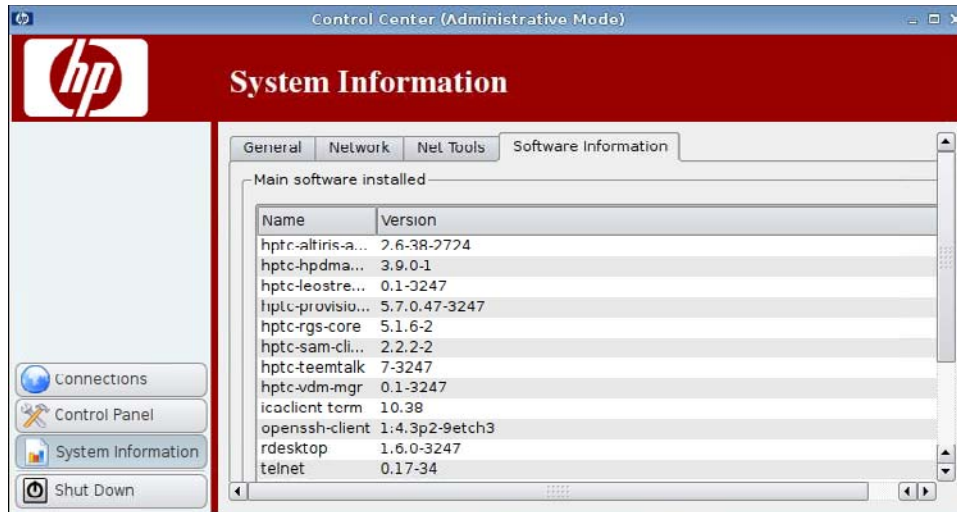 hp Control Center (Administrative Mode)
hp
System Information
General Network Net Tools Software Information
Main software installed
Name Version
hptc-altiris-a... 2.6-38-2724
hptc-hpdma... 3.9.0-1
hptc-leostre... 0.1-3247
hptc-provisio... 5.7.0.47-3247
hptc-rgs-core 5.1.6-2
hptc-sam-cli... 2.2.2-2
hptc-teemtalk 7-3247
hptc-vdm-mgr 0.1-3247
icaclient term 10.38
openssh-client 1:4.3p2-9etch3
rdesktop 1.6.0-3247
telnet 0.17-34
Connections
Control Panel
System Information
Shut Down